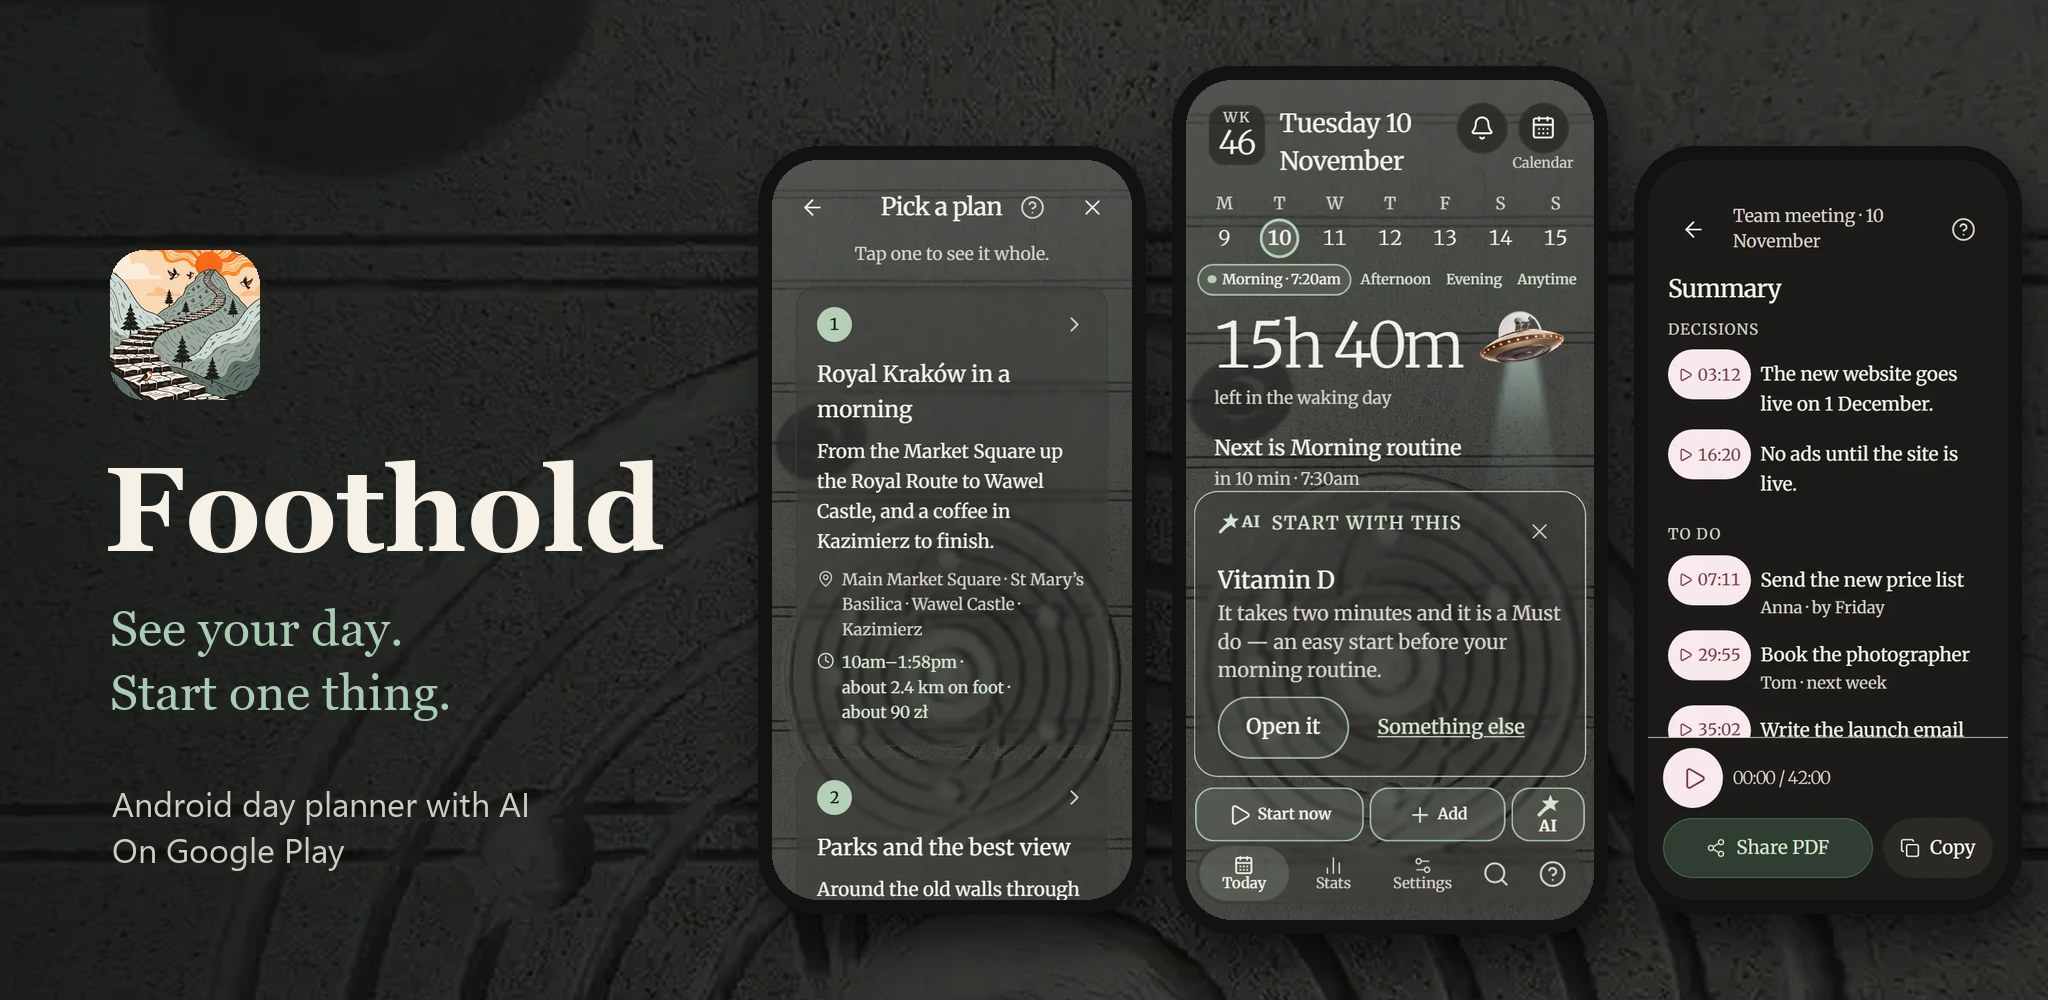 Foothold
See your day.
Start one thing.
Android day planner with AI
On Google Play
Pick a plan
Tap one to see it whole.
1
Royal Kraków in a
morning
From the Market Square up
the Royal Route to Wawel
Castle, and a coffee in
Kazimierz to finish.
Main Market Square · St Mary’s
Basilica · Wawel Castle ·
Kazimierz
10am–1:58pm ·
about 2.4 km on foot ·
about 90 zł
2
Parks and the best view
Around the old walls through
WK
46
Tuesday 10
November
Calendar
M T W T F S S
9 10 11 12 13 14 15
Morning · 7:20am Afternoon Evening Anytime
15h 40m
left in the waking day
Next is Morning routine
in 10 min · 7:30am
AI START WITH THIS
Vitamin D
It takes two minutes and it is a Must
do — an easy start before your
morning routine.
Open it Something else
Start now Add AI
Today Stats Settings
Team meeting · 10
November
Summary
DECISIONS
03:12 The new website goes
live on 1 December.
16:20 No ads until the site is
live.
TO DO
07:11 Send the new price list
Anna · by Friday
29:55 Book the photographer
Tom · next week
35:02 Write the launch email
00:00 / 42:00
Share PDF Copy